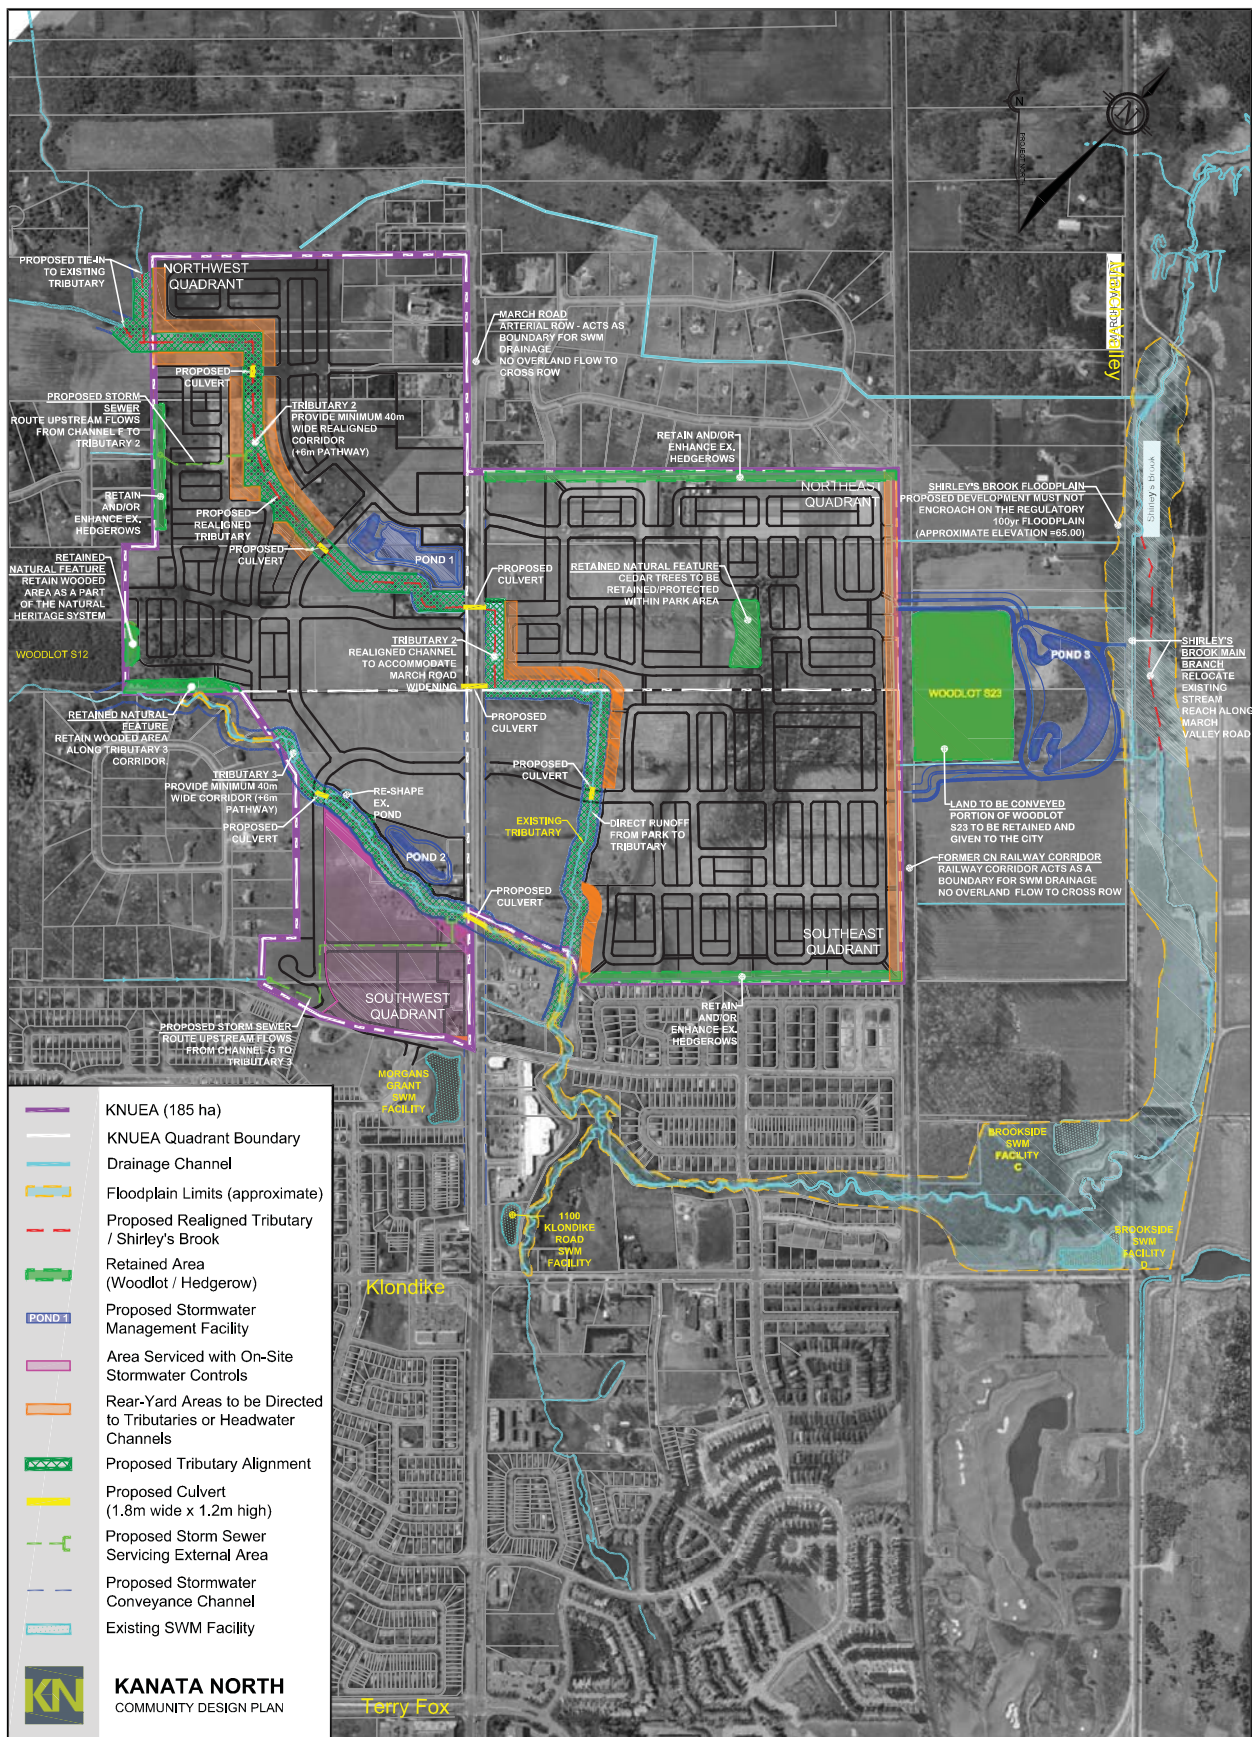 N
PROJECT NORTH
N
PROPOSED TIE-IN
TO EXISTING
TRIBUTARY
NORTHWEST
QUADRANT
MARCH ROAD
ARTERIAL ROW - ACTS AS
BOUNDARY FOR SWM
DRAINAGE
NO OVERLAND FLOW TO
CROSS ROW
March Valley
PROPOSED
CULVERT
PROPOSED STORM
SEWER
ROUTE UPSTREAM FLOWS
FROM CHANNEL F TO
TRIBUTARY 2
TRIBUTARY 2
PROVIDE MINIMUM 40m
WIDE REALIGNED
CORRIDOR
(+6m PATHWAY)
RETAIN AND/OR
ENHANCE EX.
HEDGEROWS
NORTHEAST
QUADRANT
SHIRLEY'S BROOK FLOODPLAIN
PROPOSED DEVELOPMENT MUST NOT
ENCROACH ON THE REGULATORY
100yr FLOODPLAIN
(APPROXIMATE ELEVATION =65.00)
Shirley's Brook
RETAIN
AND/OR
ENHANCE EX.
HEDGEROWS
PROPOSED
REALIGNED
TRIBUTARY
PROPOSED
CULVERT
POND 1
PROPOSED
CULVERT
RETAINED NATURAL FEATURE
CEDAR TREES TO BE
RETAINED/PROTECTED
WITHIN PARK AREA
RETAINED
NATURAL FEATURE
RETAIN WOODED
AREA AS A PART
OF THE NATURAL
HERITAGE SYSTEM
WOODLOT S12
TRIBUTARY 2
REALIGNED CHANNEL
TO ACCOMMODATE
MARCH ROAD
WIDENING
PROPOSED
CULVERT
WOODLOT S23
POND 3
SHIRLEY'S
BROOK MAIN
BRANCH
RELOCATE
EXISTING
STREAM
REACH ALONG
MARCH
VALLEY ROAD
RETAINED NATURAL
FEATURE
RETAIN WOODED AREA
ALONG TRIBUTARY 3
CORRIDOR
TRIBUTARY 3
PROVIDE MINIMUM 40m
WIDE CORRIDOR (+6m
PATHWAY)
PROPOSED
CULVERT
RE-SHAPE
EX.
POND
POND 2
PROPOSED
CULVERT
EXISTING
TRIBUTARY
DIRECT RUNOFF
FROM PARK TO
TRIBUTARY
LAND TO BE CONVEYED
PORTION OF WOODLOT
S23 TO BE RETAINED AND
GIVEN TO THE CITY
FORMER CN RAILWAY CORRIDOR
RAILWAY CORRIDOR ACTS AS A
BOUNDARY FOR SWM DRAINAGE
NO OVERLAND FLOW TO CROSS ROW
PROPOSED
CULVERT
SOUTHEAST
QUADRANT
SOUTHWEST
QUADRANT
RETAIN
AND/OR
ENHANCE EX.
HEDGEROWS
PROPOSED STORM SEWER
ROUTE UPSTREAM FLOWS
FROM CHANNEL G TO
TRIBUTARY 3
MORGANS
GRANT
SWM
FACILITY
BROOKSIDE
SWM
FACILITY
C
1100
KLONDIKE
ROAD
SWM
FACILITY
BROOKSIDE
SWM
FACILITY
D
Klondike
Terry Fox
KNUEA (185 ha)
KNUEA Quadrant Boundary
Drainage Channel
Floodplain Limits (approximate)
Proposed Realigned Tributary
/ Shirley's Brook
Retained Area
(Woodlot / Hedgerow)
POND 1
Proposed Stormwater
Management Facility
Area Serviced with On-Site
Stormwater Controls
Rear-Yard Areas to be Directed
to Tributaries or Headwater
Channels
Proposed Tributary Alignment
Proposed Culvert
(1.8m wide x 1.2m high)
Proposed Storm Sewer
Servicing External Area
Proposed Stormwater
Conveyance Channel
Existing SWM Facility
KN
KANATA NORTH
COMMUNITY DESIGN PLAN